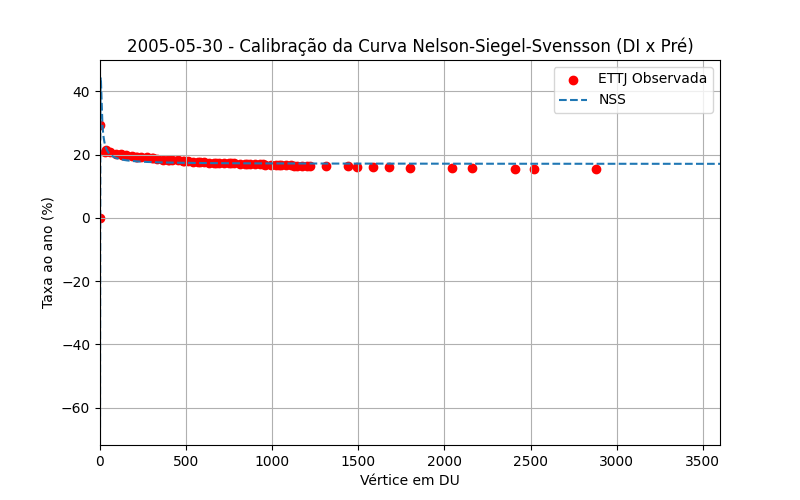 2005-05-30 - Calibração da Curva Nelson-Siegel-Svensson (DI x Pré)
ETTJ Observada
NSS
Taxa ao ano (%)
40
20
0
−20
−40
−60
0 500 1000 1500 2000 2500 3000 3500
Vértice em DU